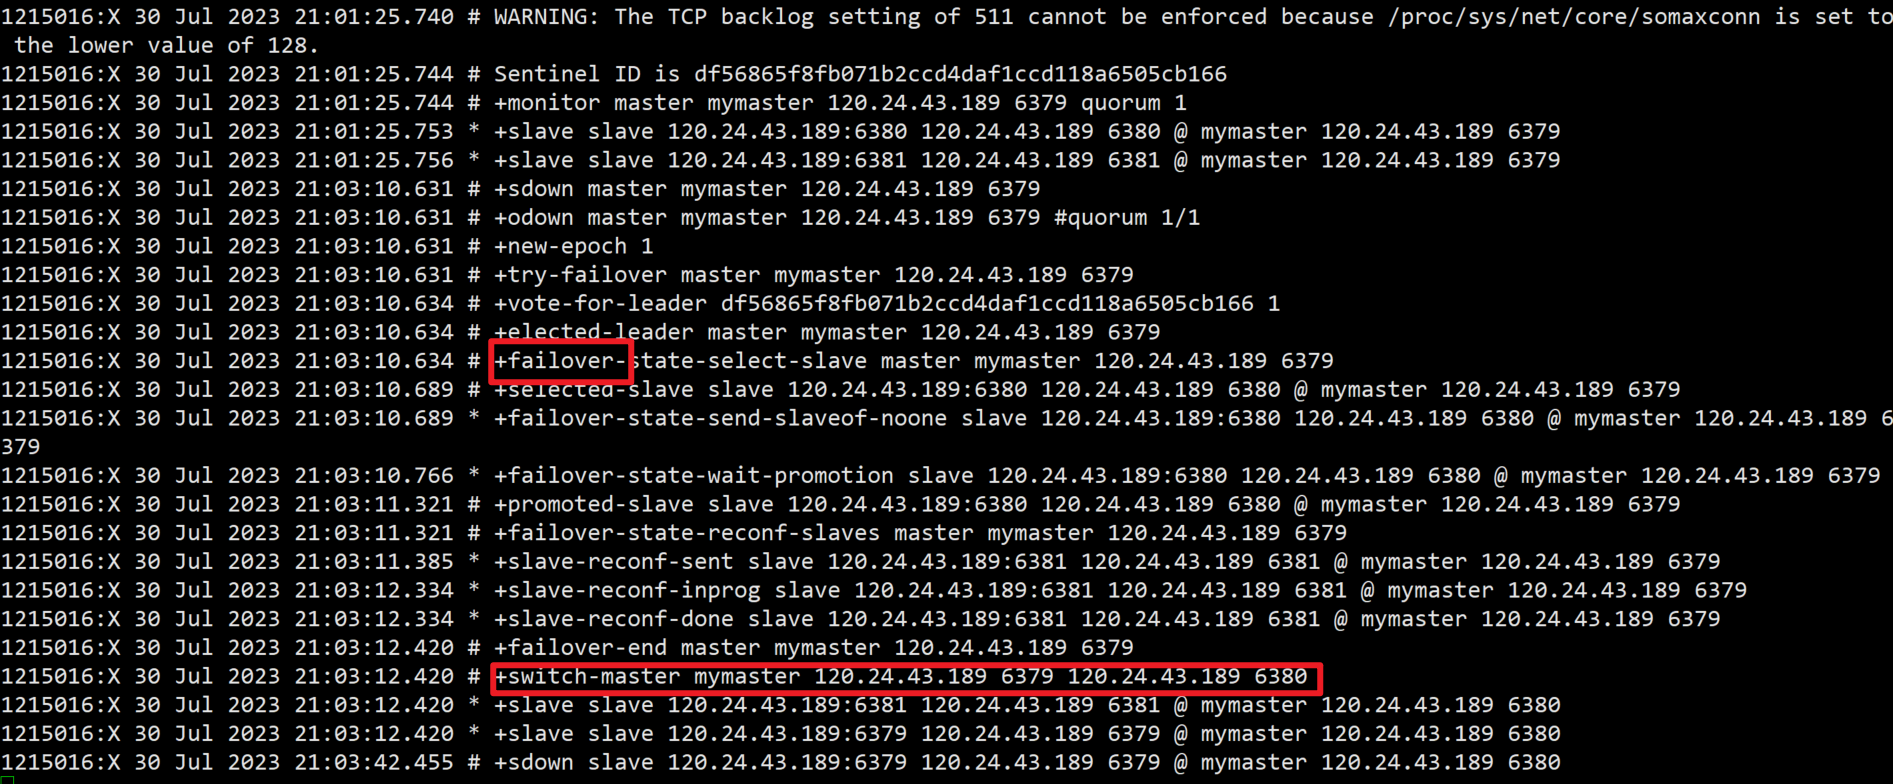 1215016:X 30 Jul 2023 21:01:25.740 # WARNING: The TCP backlog setting of 511 cannot be enforced because /proc/sys/net/core/somaxconn is set to
 the lower value of 128.
1215016:X 30 Jul 2023 21:01:25.744 # Sentinel ID is df56865f8fb071b2ccd4daf1ccd118a6505cb166
1215016:X 30 Jul 2023 21:01:25.744 # +monitor master mymaster 120.24.43.189 6379 quorum 1
1215016:X 30 Jul 2023 21:01:25.753 * +slave slave 120.24.43.189:6380 120.24.43.189 6380 @ mymaster 120.24.43.189 6379
1215016:X 30 Jul 2023 21:01:25.756 * +slave slave 120.24.43.189:6381 120.24.43.189 6381 @ mymaster 120.24.43.189 6379
1215016:X 30 Jul 2023 21:03:10.631 # +sdown master mymaster 120.24.43.189 6379
1215016:X 30 Jul 2023 21:03:10.631 # +odown master mymaster 120.24.43.189 6379 #quorum 1/1
1215016:X 30 Jul 2023 21:03:10.631 # +new-epoch 1
1215016:X 30 Jul 2023 21:03:10.631 # +try-failover master mymaster 120.24.43.189 6379
1215016:X 30 Jul 2023 21:03:10.634 # +vote-for-leader df56865f8fb071b2ccd4daf1ccd118a6505cb166 1
1215016:X 30 Jul 2023 21:03:10.634 # +elected-leader master mymaster 120.24.43.189 6379
1215016:X 30 Jul 2023 21:03:10.634 # +failover-state-select-slave master mymaster 120.24.43.189 6379
1215016:X 30 Jul 2023 21:03:10.689 # +selected-slave slave 120.24.43.189:6380 120.24.43.189 6380 @ mymaster 120.24.43.189 6379
1215016:X 30 Jul 2023 21:03:10.689 * +failover-state-send-slaveof-noone slave 120.24.43.189:6380 120.24.43.189 6380 @ mymaster 120.24.43.189 6
379
1215016:X 30 Jul 2023 21:03:10.766 * +failover-state-wait-promotion slave 120.24.43.189:6380 120.24.43.189 6380 @ mymaster 120.24.43.189 6379
1215016:X 30 Jul 2023 21:03:11.321 # +promoted-slave slave 120.24.43.189:6380 120.24.43.189 6380 @ mymaster 120.24.43.189 6379
1215016:X 30 Jul 2023 21:03:11.321 # +failover-state-reconf-slaves master mymaster 120.24.43.189 6379
1215016:X 30 Jul 2023 21:03:11.385 * +slave-reconf-sent slave 120.24.43.189:6381 120.24.43.189 6381 @ mymaster 120.24.43.189 6379
1215016:X 30 Jul 2023 21:03:12.334 * +slave-reconf-inprog slave 120.24.43.189:6381 120.24.43.189 6381 @ mymaster 120.24.43.189 6379
1215016:X 30 Jul 2023 21:03:12.334 * +slave-reconf-done slave 120.24.43.189:6381 120.24.43.189 6381 @ mymaster 120.24.43.189 6379
1215016:X 30 Jul 2023 21:03:12.420 # +failover-end master mymaster 120.24.43.189 6379
1215016:X 30 Jul 2023 21:03:12.420 # +switch-master mymaster 120.24.43.189 6379 120.24.43.189 6380
1215016:X 30 Jul 2023 21:03:12.420 * +slave slave 120.24.43.189:6381 120.24.43.189 6381 @ mymaster 120.24.43.189 6380
1215016:X 30 Jul 2023 21:03:12.420 * +slave slave 120.24.43.189:6379 120.24.43.189 6379 @ mymaster 120.24.43.189 6380
1215016:X 30 Jul 2023 21:03:42.455 # +sdown slave 120.24.43.189:6379 120.24.43.189 6379 @ mymaster 120.24.43.189 6380